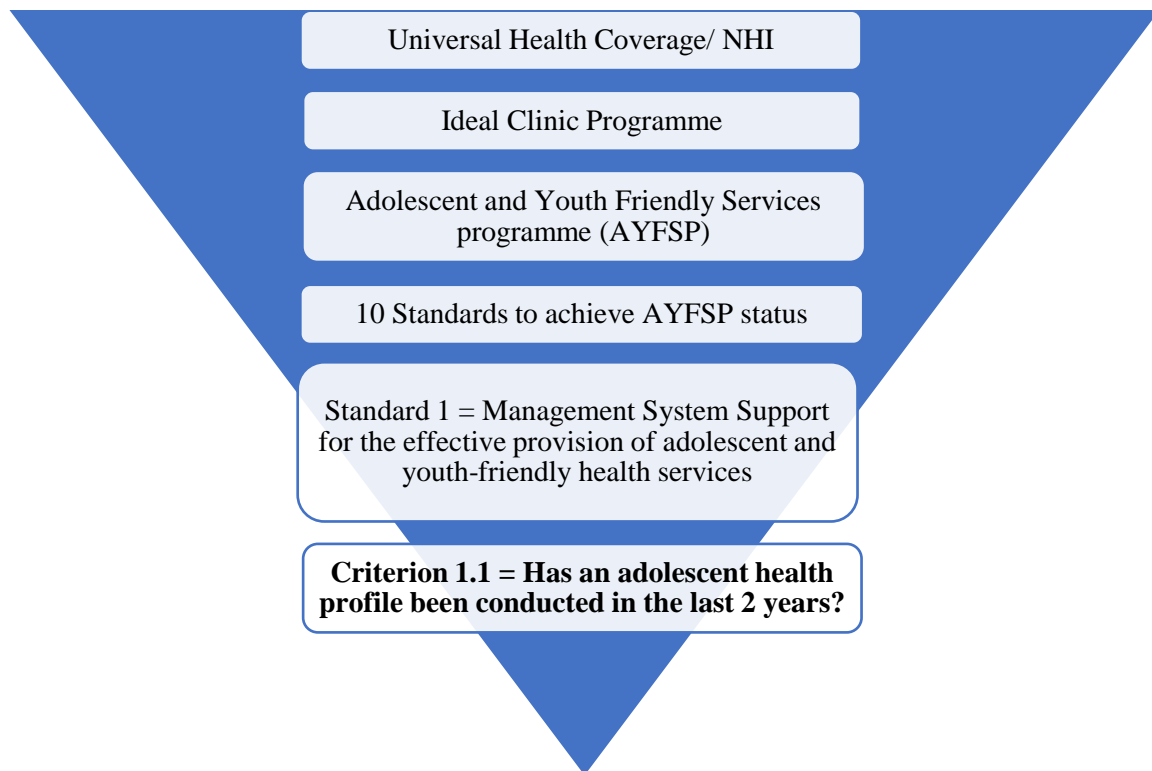 Universal Health Coverage/ NHI
Ideal Clinic Programme
Adolescent and Youth Friendly Services
programme (AYFSP)
10 Standards to achieve AYFSP status
Standard 1 = Management System Support
for the effective provision of adolescent and
youth-friendly health services
Criterion 1.1 = Has an adolescent health
profile been conducted in the last 2 years?